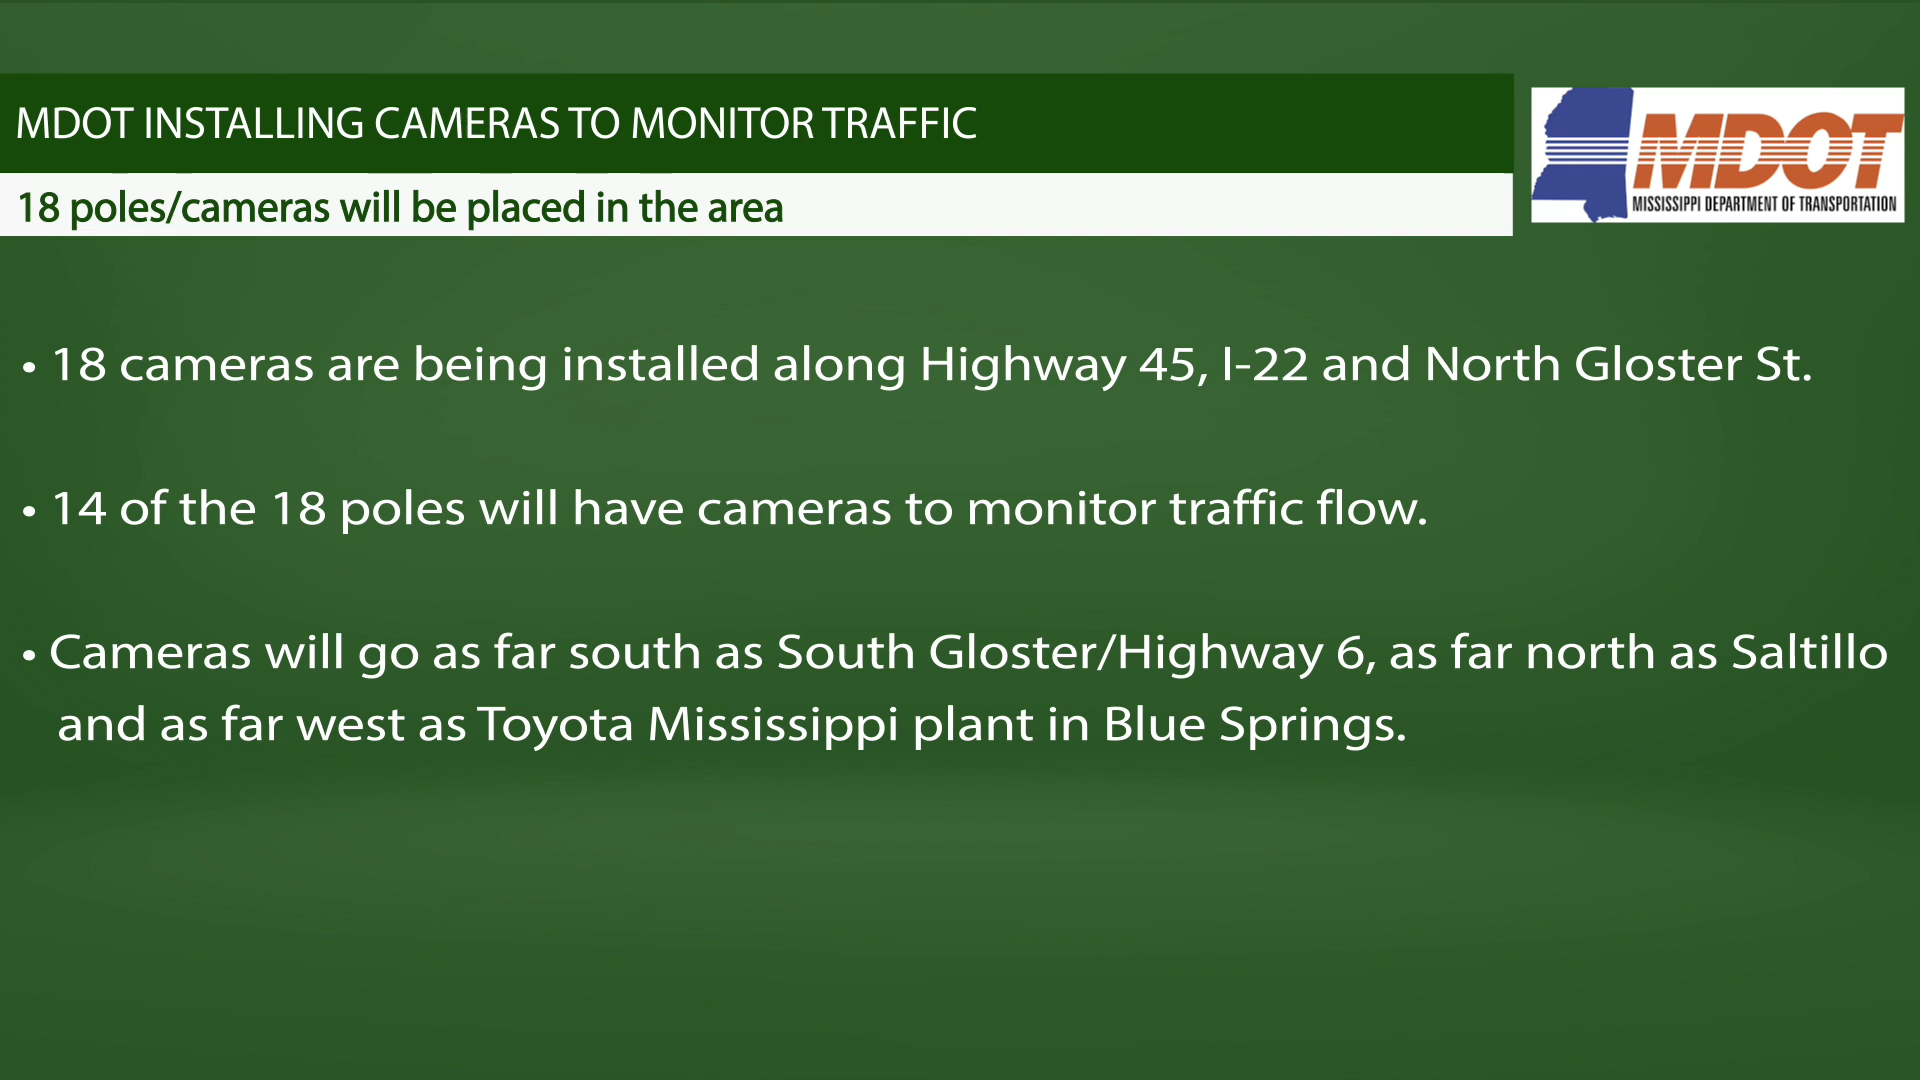 MDOT INSTALLING CAMERAS TO MONITOR TRAFFIC
18 poles/cameras will be placed in the area
MDOT
MISSISSIPPI DEPARTMENT OF TRANSPORTATION
• 18 cameras are being installed along Highway 45, I-22 and North Gloster St.
• 14 of the 18 poles will have cameras to monitor traffic flow.
• Cameras will go as far south as South Gloster/Highway 6, as far north as Saltillo
and as far west as Toyota Mississippi plant in Blue Springs.